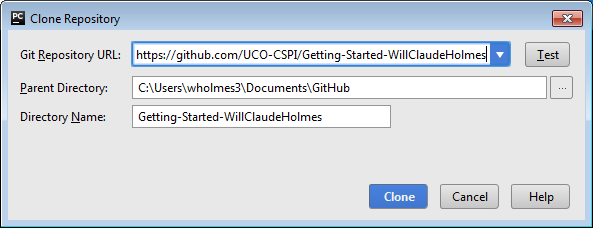 PC Clone Repository
Git Repository URL: https://github.com/UCO-CSPI/Getting-Started-WillClaudeHolmes Test
Parent Directory: C:\Users\wholmes3\Documents\GitHub ...
Directory Name: Getting-Started-WillClaudeHolmes
Clone Cancel Help